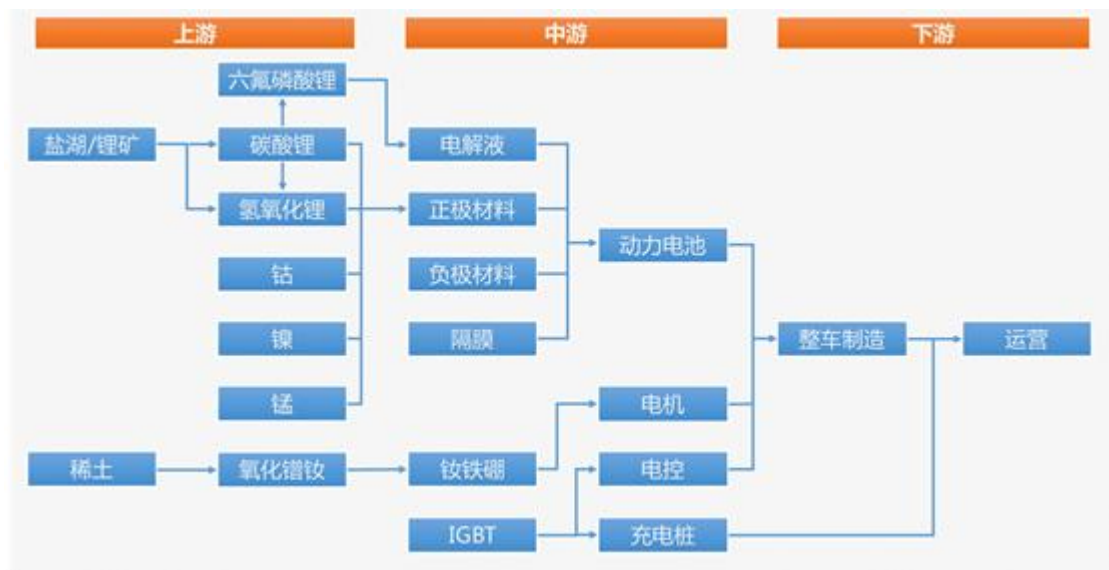 上游
中游
下游
六氟磷酸锂
盐湖/锂矿
碳酸锂
电解液
氢氧化锂
正极材料
动力电池
钴
负极材料
镍
隔膜
整车制造
运营
锰
电机
稀土
氧化镨钕
钕铁硼
电控
IGBT
充电桩